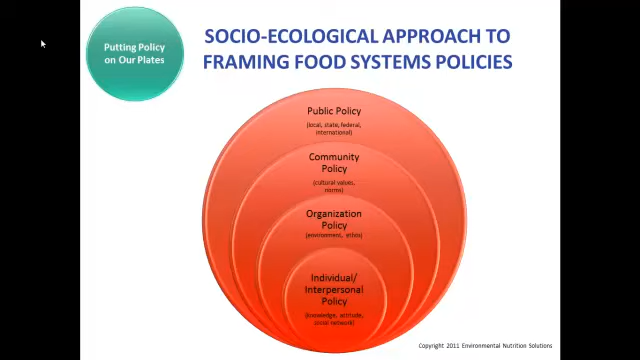 Putting Policy
on Our Plates
SOCIO-ECOLOGICAL APPROACH TO
FRAMING FOOD SYSTEMS POLICIES
Public Policy
(local, state, federal,
international)
Community
Policy
(cultural values,
norms)
Organization
Policy
(environment, ethics)
Individual/
Interpersonal
Policy
(knowledge, attitude,
social network)
Copyright 2011 Environmental Nutrition Solutions